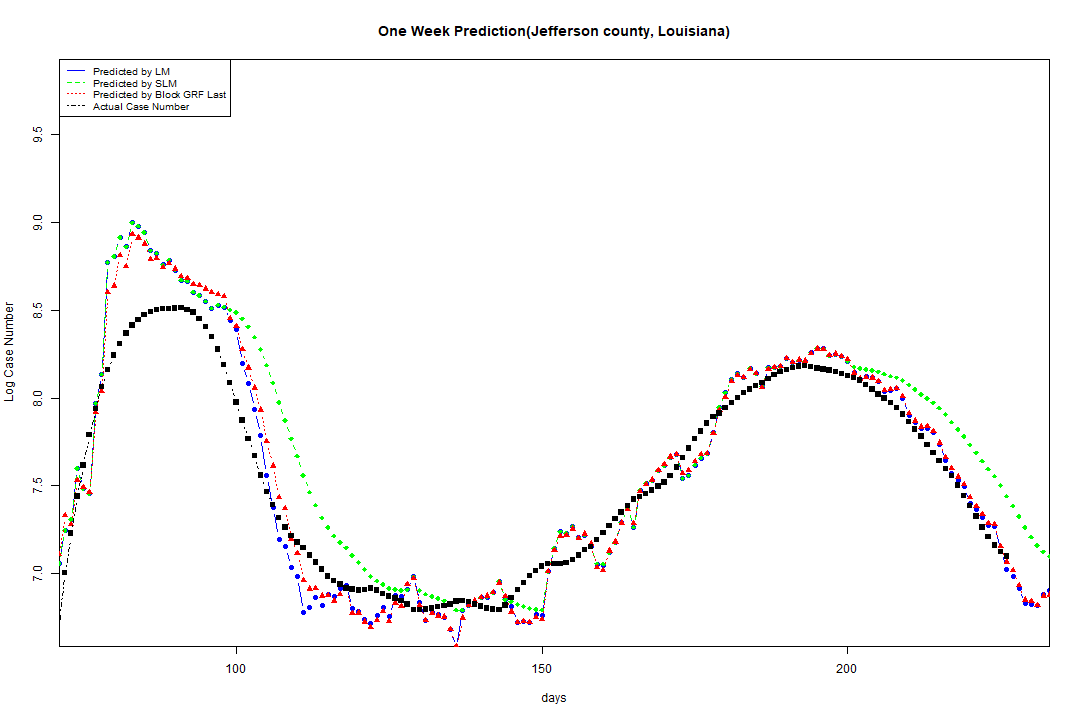 One Week Prediction(Jefferson county, Louisiana)
Predicted by LM
Predicted by SLM
Predicted by Block GRF Last
Actual Case Number
9.5
9.0
8.5
8.0
7.5
7.0
Log Case Number
100 150 200
days